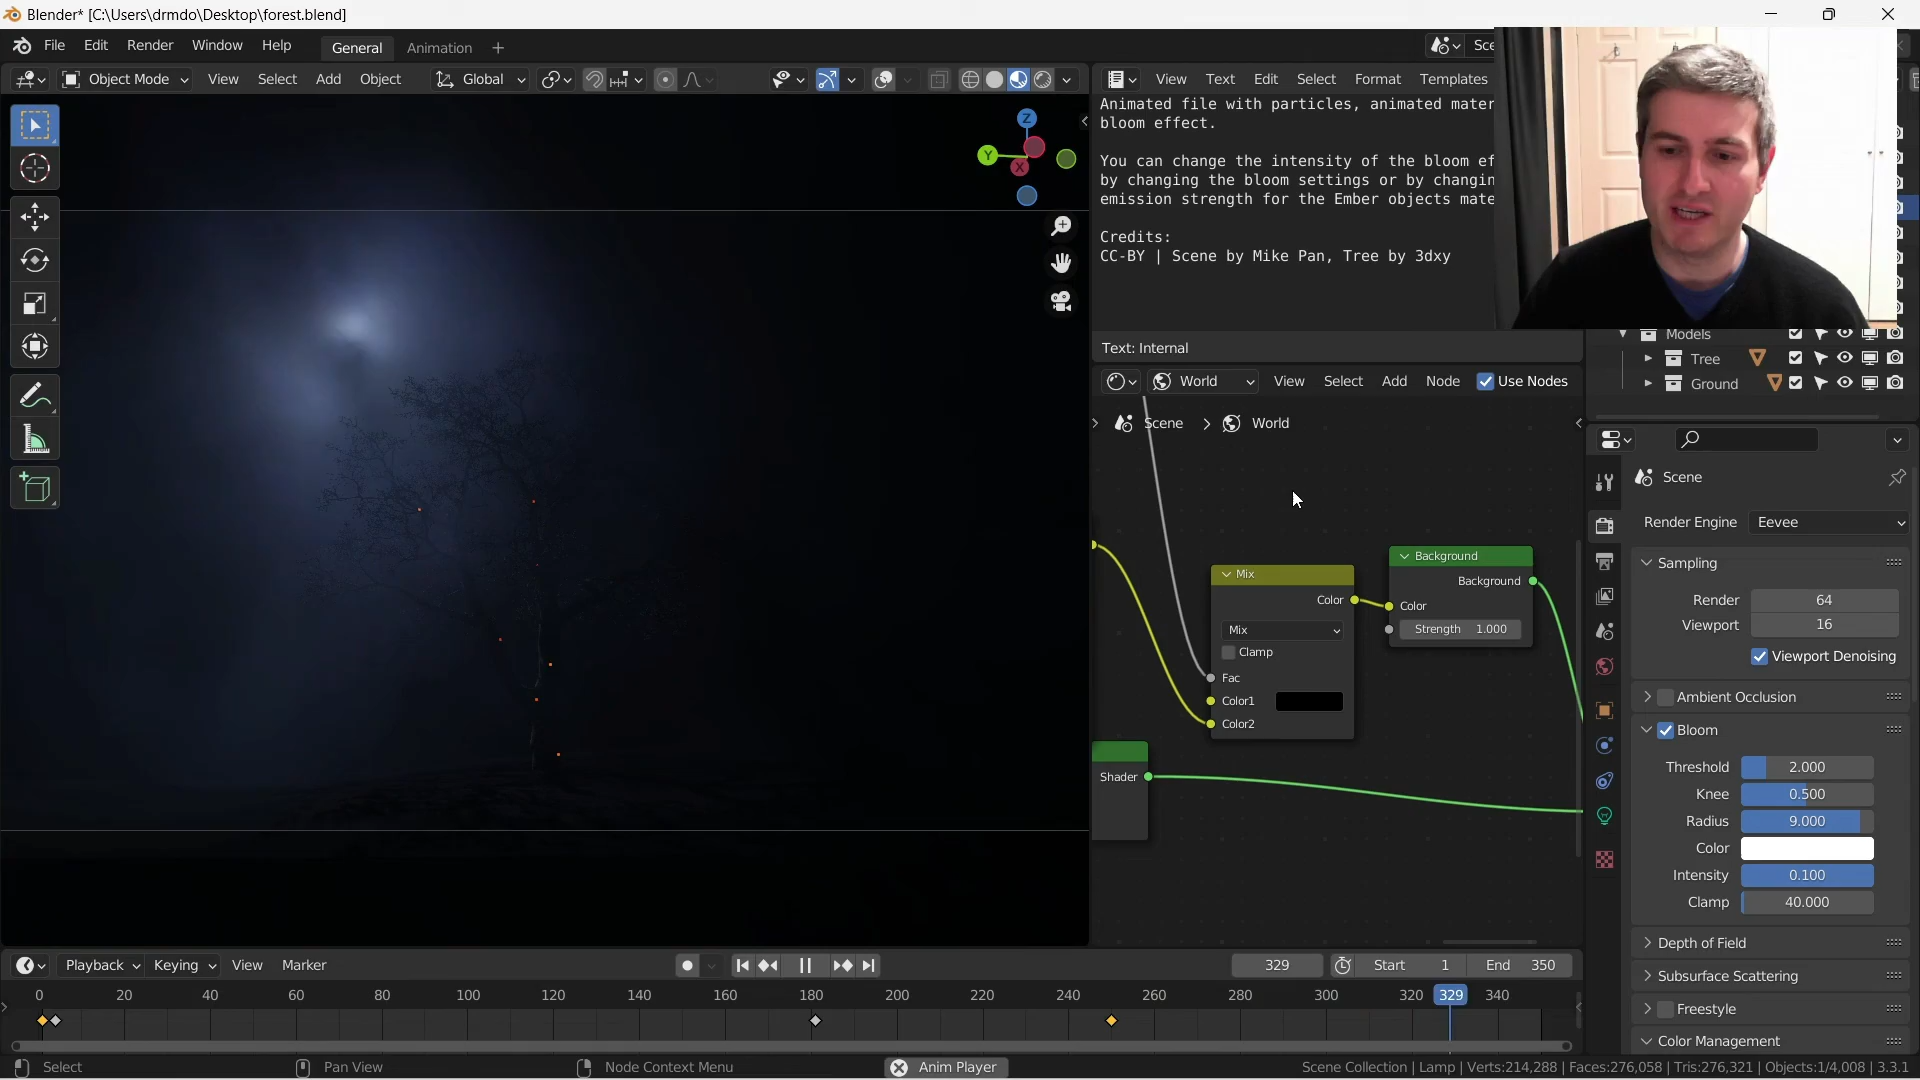 Blender* [C:\Users\drmdo\Desktop\forest.blend]
File Edit Render Window Help General Animation
Object Mode View Select Add Object Global
View Text Edit Select Format Templates
Z
Y
X
Animated file with particles, animated mater
bloom effect.
You can change the intensity of the bloom ef
by changing the bloom settings or by changin
emission strength for the Ember objects mate
Credits:
CC-BY | Scene by Mike Pan, Tree by 3dxy
Text: Internal
World View Select Add Node Use Nodes
Scene > World
Mix
Color
Mix
Clamp
Fac
Color1
Color2
Background
Background
Color
Strength 1.000
Shader
Models
Tree
Ground
Scene
Render Engine Eevee
Sampling
Render 64
Viewport 16
Viewport Denoising
Ambient Occlusion
Bloom
Threshold 2.000
Knee 0.500
Radius 9.000
Color
Intensity 0.100
Clamp 40.000
Depth of Field
Subsurface Scattering
Freestyle
Color Management
Playback Keying View Marker 329 Start 1 End 350
0 20 40 60 80 100 120 140 160 180 200 220 240 260 280 300 320 329 340
Select Pan View Node Context Menu Anim Player Scene Collection | Lamp | Verts:214,288 | Faces:276,058 | Tris:276,321 | Objects:1/4,008 | 3.3.1